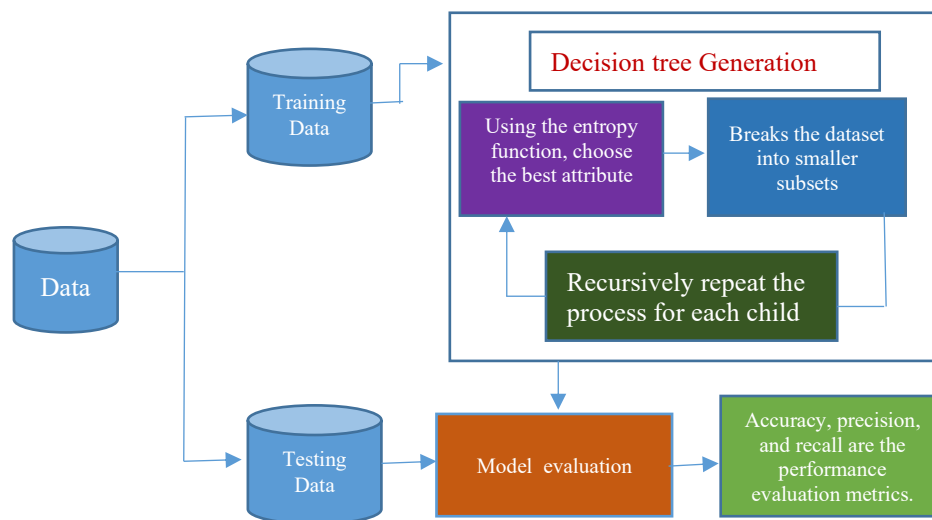 Decision tree Generation
Training
Data
Using the entropy
function, choose
the best attribute
Breaks the dataset
into smaller
subsets
Data
Recursively repeat the
process for each child
Testing
Data
Model evaluation
Accuracy, precision,
and recall are the
performance
evaluation metrics.